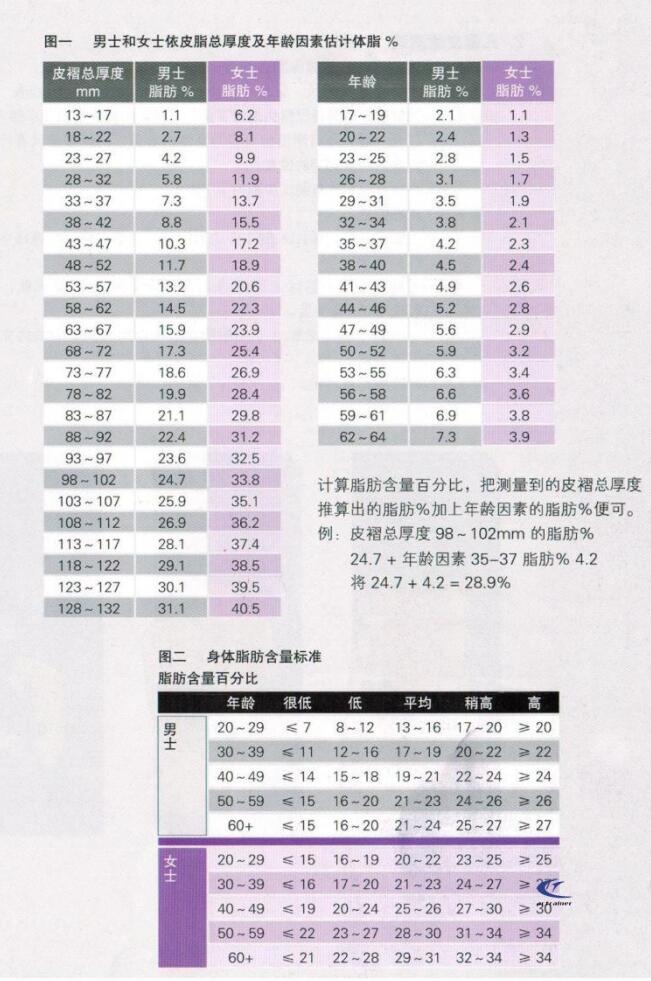 图一 男士和女士依皮脂总厚度及年龄因素估计体脂 %
皮褶总厚度 mm 男士 脂肪 % 女士 脂肪 %
13～17 1.1 6.2
18～22 2.7 8.1
23～27 4.2 9.9
28～32 5.8 11.9
33～37 7.3 13.7
38～42 8.8 15.5
43～47 10.3 17.2
48～52 11.7 18.9
53～57 13.2 20.6
58～62 14.5 22.3
63～67 15.9 23.9
68～72 17.3 25.4
73～77 18.6 26.9
78～82 19.9 28.4
83～87 21.1 29.8
88～92 22.4 31.2
93～97 23.6 32.5
98～102 24.7 33.8
103～107 25.9 35.1
108～112 26.9 36.2
113～117 28.1 37.4
118～122 29.1 38.5
123～127 30.1 39.5
128～132 31.1 40.5
年龄 男士 脂肪 % 女士 脂肪 %
17～19 2.1 1.1
20～22 2.4 1.3
23～25 2.8 1.5
26～28 3.1 1.7
29～31 3.5 1.9
32～34 3.8 2.1
35～37 4.2 2.3
38～40 4.5 2.4
41～43 4.9 2.6
44～46 5.2 2.8
47～49 5.6 2.9
50～52 5.9 3.2
53～55 6.3 3.4
56～58 6.6 3.6
59～61 6.9 3.8
62～64 7.3 3.9
计算脂肪含量百分比，把测量到的皮褶总厚度
推算出的脂肪%加上年龄因素的脂肪%便可。
例：皮褶总厚度 98～102mm 的脂肪%
24.7 + 年龄因素 35–37 脂肪% 4.2
将 24.7 + 4.2 = 28.9%
图二 身体脂肪含量标准
脂肪含量百分比
年龄 很低 低 平均 稍高 高
男士
20～29 ≤ 7 8～12 13～16 17～20 ≥ 20
30～39 ≤ 11 12～16 17～19 20～22 ≥ 22
40～49 ≤ 14 15～18 19～21 22～24 ≥ 24
50～59 ≤ 15 16～20 21～23 24～26 ≥ 26
60+ ≤ 15 16～20 21～24 25～27 ≥ 27
女士
20～29 ≤ 15 16～19 20～22 23～25 ≥ 25
30～39 ≤ 16 17～20 21～23 24～27 ≥ 27
40～49 ≤ 19 20～24 25～26 27～30 ≥ 30
50～59 ≤ 22 23～27 28～30 31～34 ≥ 34
60+ ≤ 21 22～28 29～31 32～34 ≥ 34